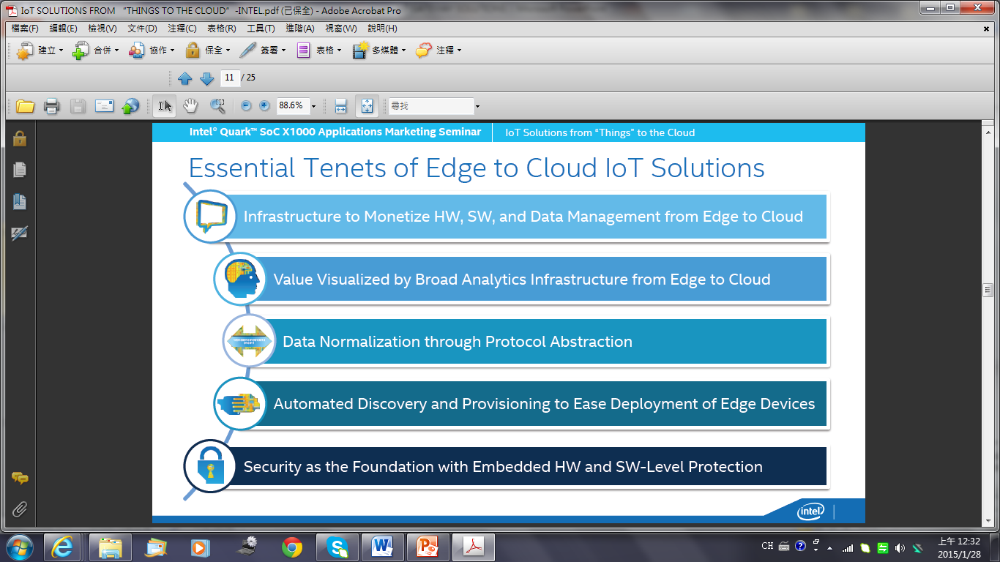 IoT SOLUTIONS FROM “THINGS TO THE CLOUD” -INTEL.pdf (已保全) - Adobe Acrobat Pro
檔案(F) 編輯(E) 檢視(V) 文件(D) 注釋(C) 表格(R) 工具(T) 進階(A) 視窗(W) 說明(H)
建立 合併 協作 保全 簽署 表格 多媒體 注釋
11 / 25
88.6% 尋找
Intel® Quark™ SoC X1000 Applications Marketing Seminar IoT Solutions from “Things” to the Cloud
Essential Tenets of Edge to Cloud IoT Solutions
Infrastructure to Monetize HW, SW, and Data Management from Edge to Cloud
Value Visualized by Broad Analytics Infrastructure from Edge to Cloud
Data Normalization through Protocol Abstraction
Automated Discovery and Provisioning to Ease Deployment of Edge Devices
Security as the Foundation with Embedded HW and SW-Level Protection
intel
CH 上午 12:32
2015/1/28